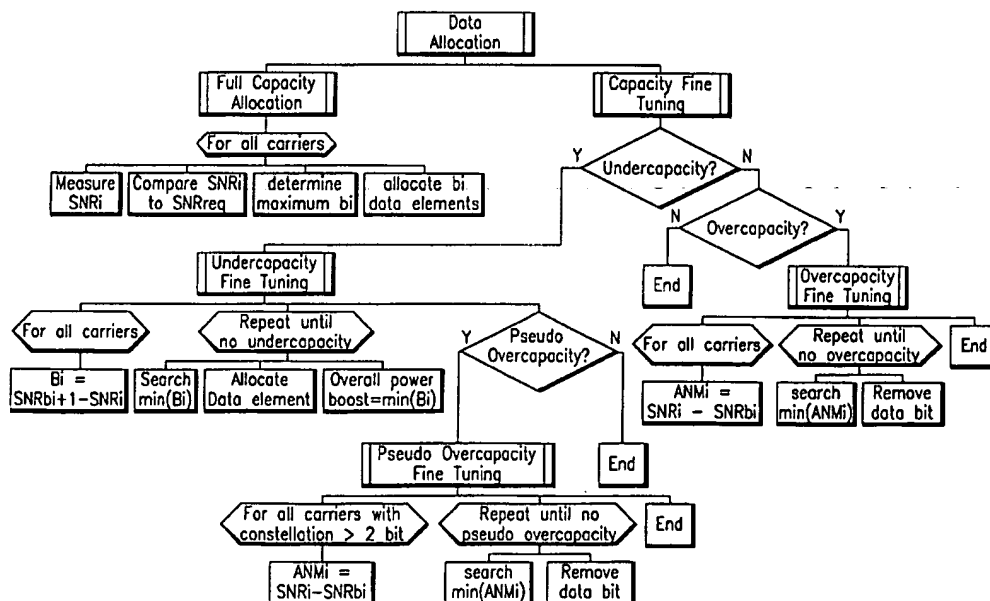 Data
Allocation
Full Capacity
Allocation
Capacity Fine
Tuning
For all carriers
Y
Undercapacity?
N
Measure
SNRi
Compare SNRi
to SNRreq
determine
maximum bi
allocate bi
data elements
N
Overcapacity?
Y
Undercapacity
Fine Tuning
End
Overcapacity
Fine Tuning
For all carriers
Repeat until
no undercapacity
Y
Pseudo
Overcapacity?
N
For all carriers
Repeat until
no overcapacity
End
Bi =
SNRbi+1-SNRi
Search
min(Bi)
Allocate
Data element
Overall power
boost=min(Bi)
ANMi =
SNRi - SNRbi
search
min(ANMi)
Remove
data bit
Pseudo Overcapacity
Fine Tuning
End
For all carriers with
constellation > 2 bit
Repeat until no
pseudo overcapacity
End
ANMi =
SNRi-SNRbi
search
min(ANMi)
Remove
data bit